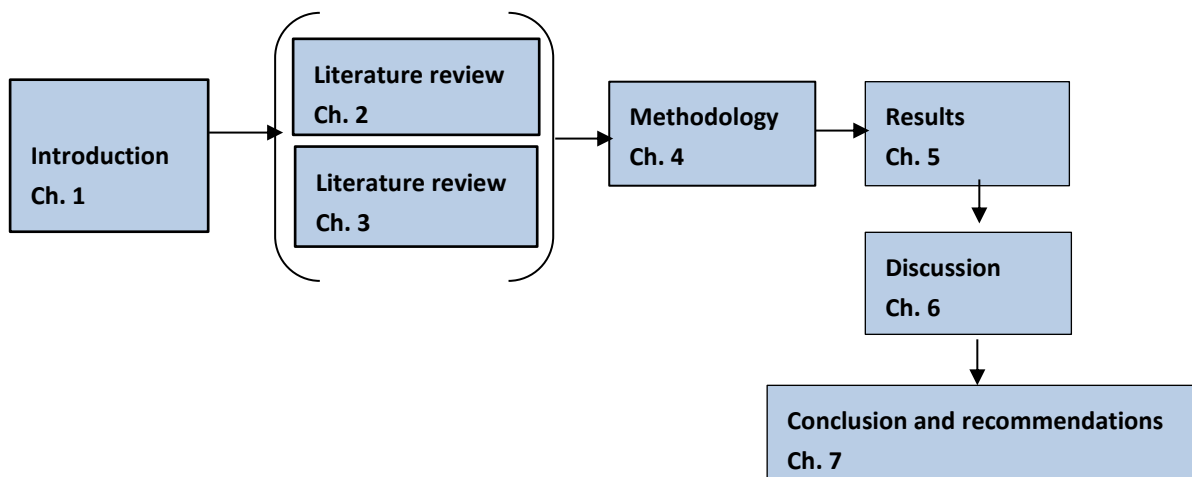 Introduction
Ch. 1
Literature review
Ch. 2
Literature review
Ch. 3
Methodology
Ch. 4
Results
Ch. 5
Discussion
Ch. 6
Conclusion and recommendations
Ch. 7